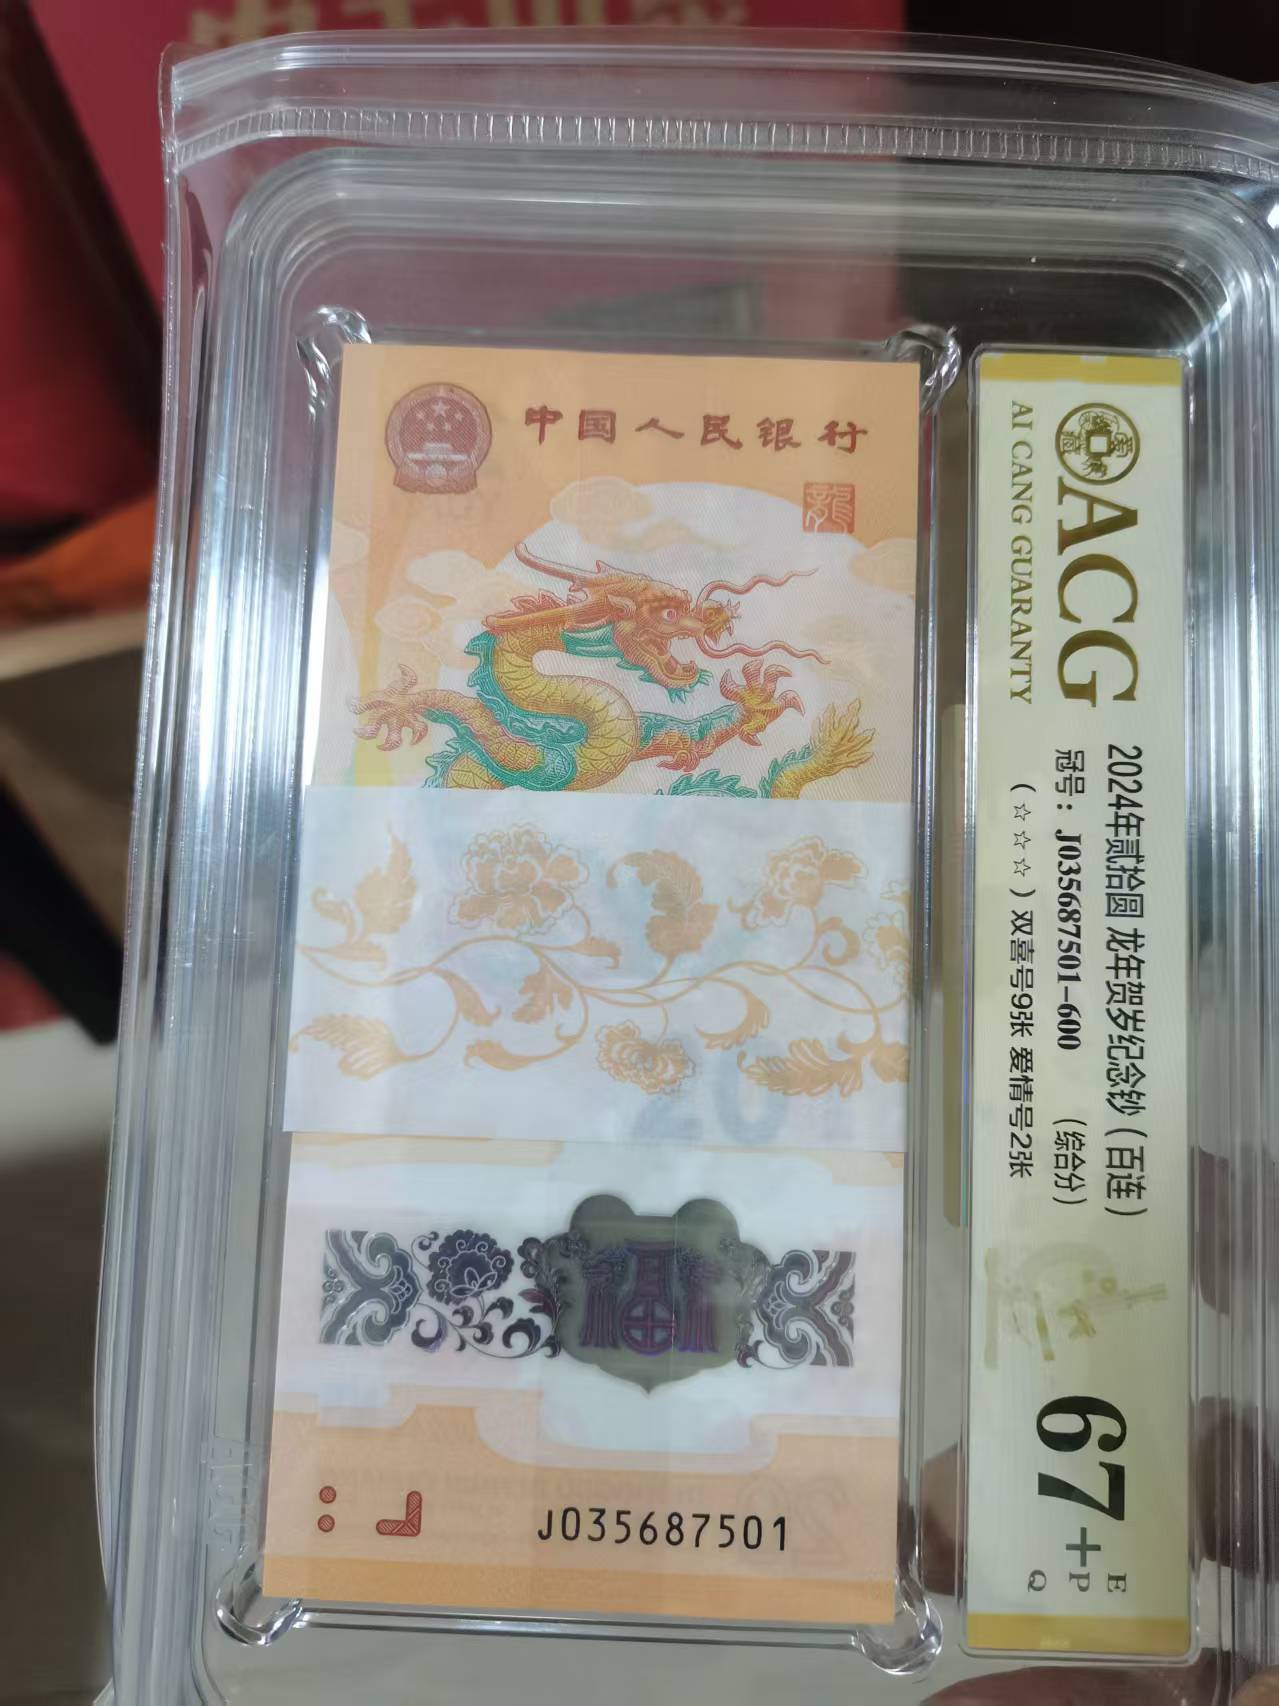 中国人民银行
龍
J035687501
ACG
AI CANG GUARANTY
2024年贰拾圆 龙年贺岁纪念钞（百连）
冠号：J035687501-600 （综合分）
（☆☆☆）双喜号9张 爱情号2张
67+
E
P
Q